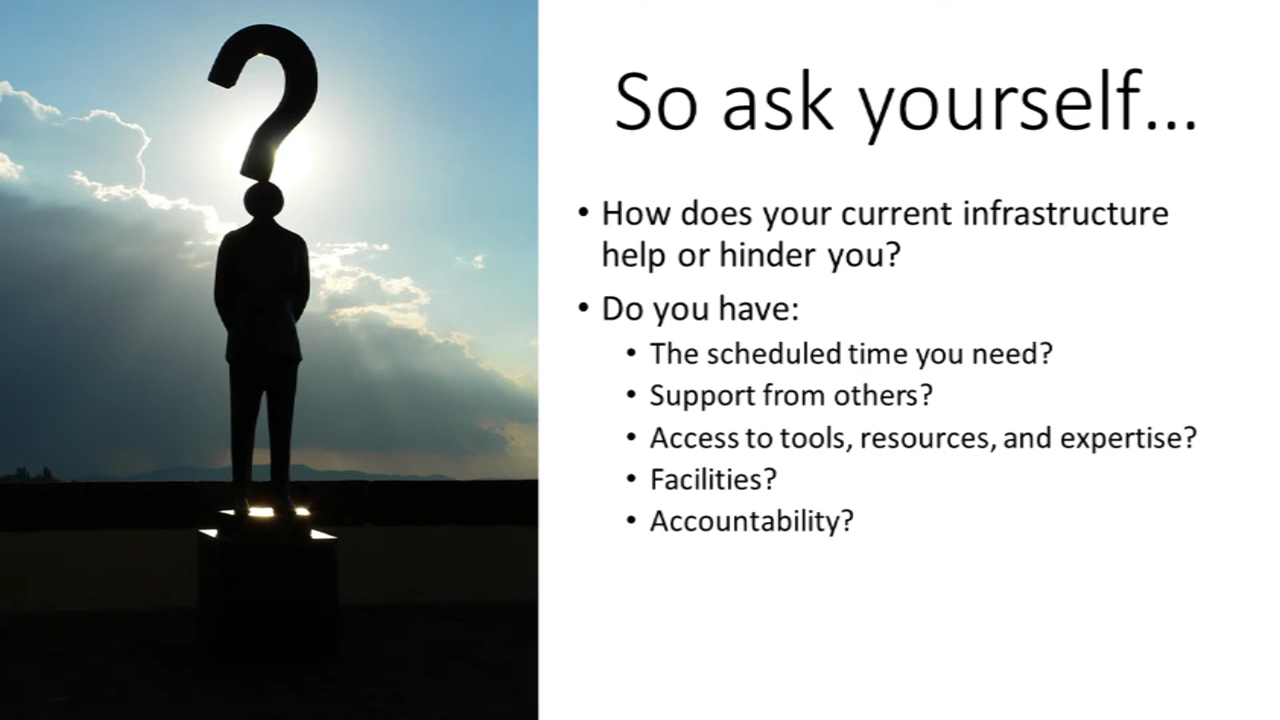 So ask yourself...
• How does your current infrastructure
help or hinder you?
• Do you have:
• The scheduled time you need?
• Support from others?
• Access to tools, resources, and expertise?
• Facilities?
• Accountability?